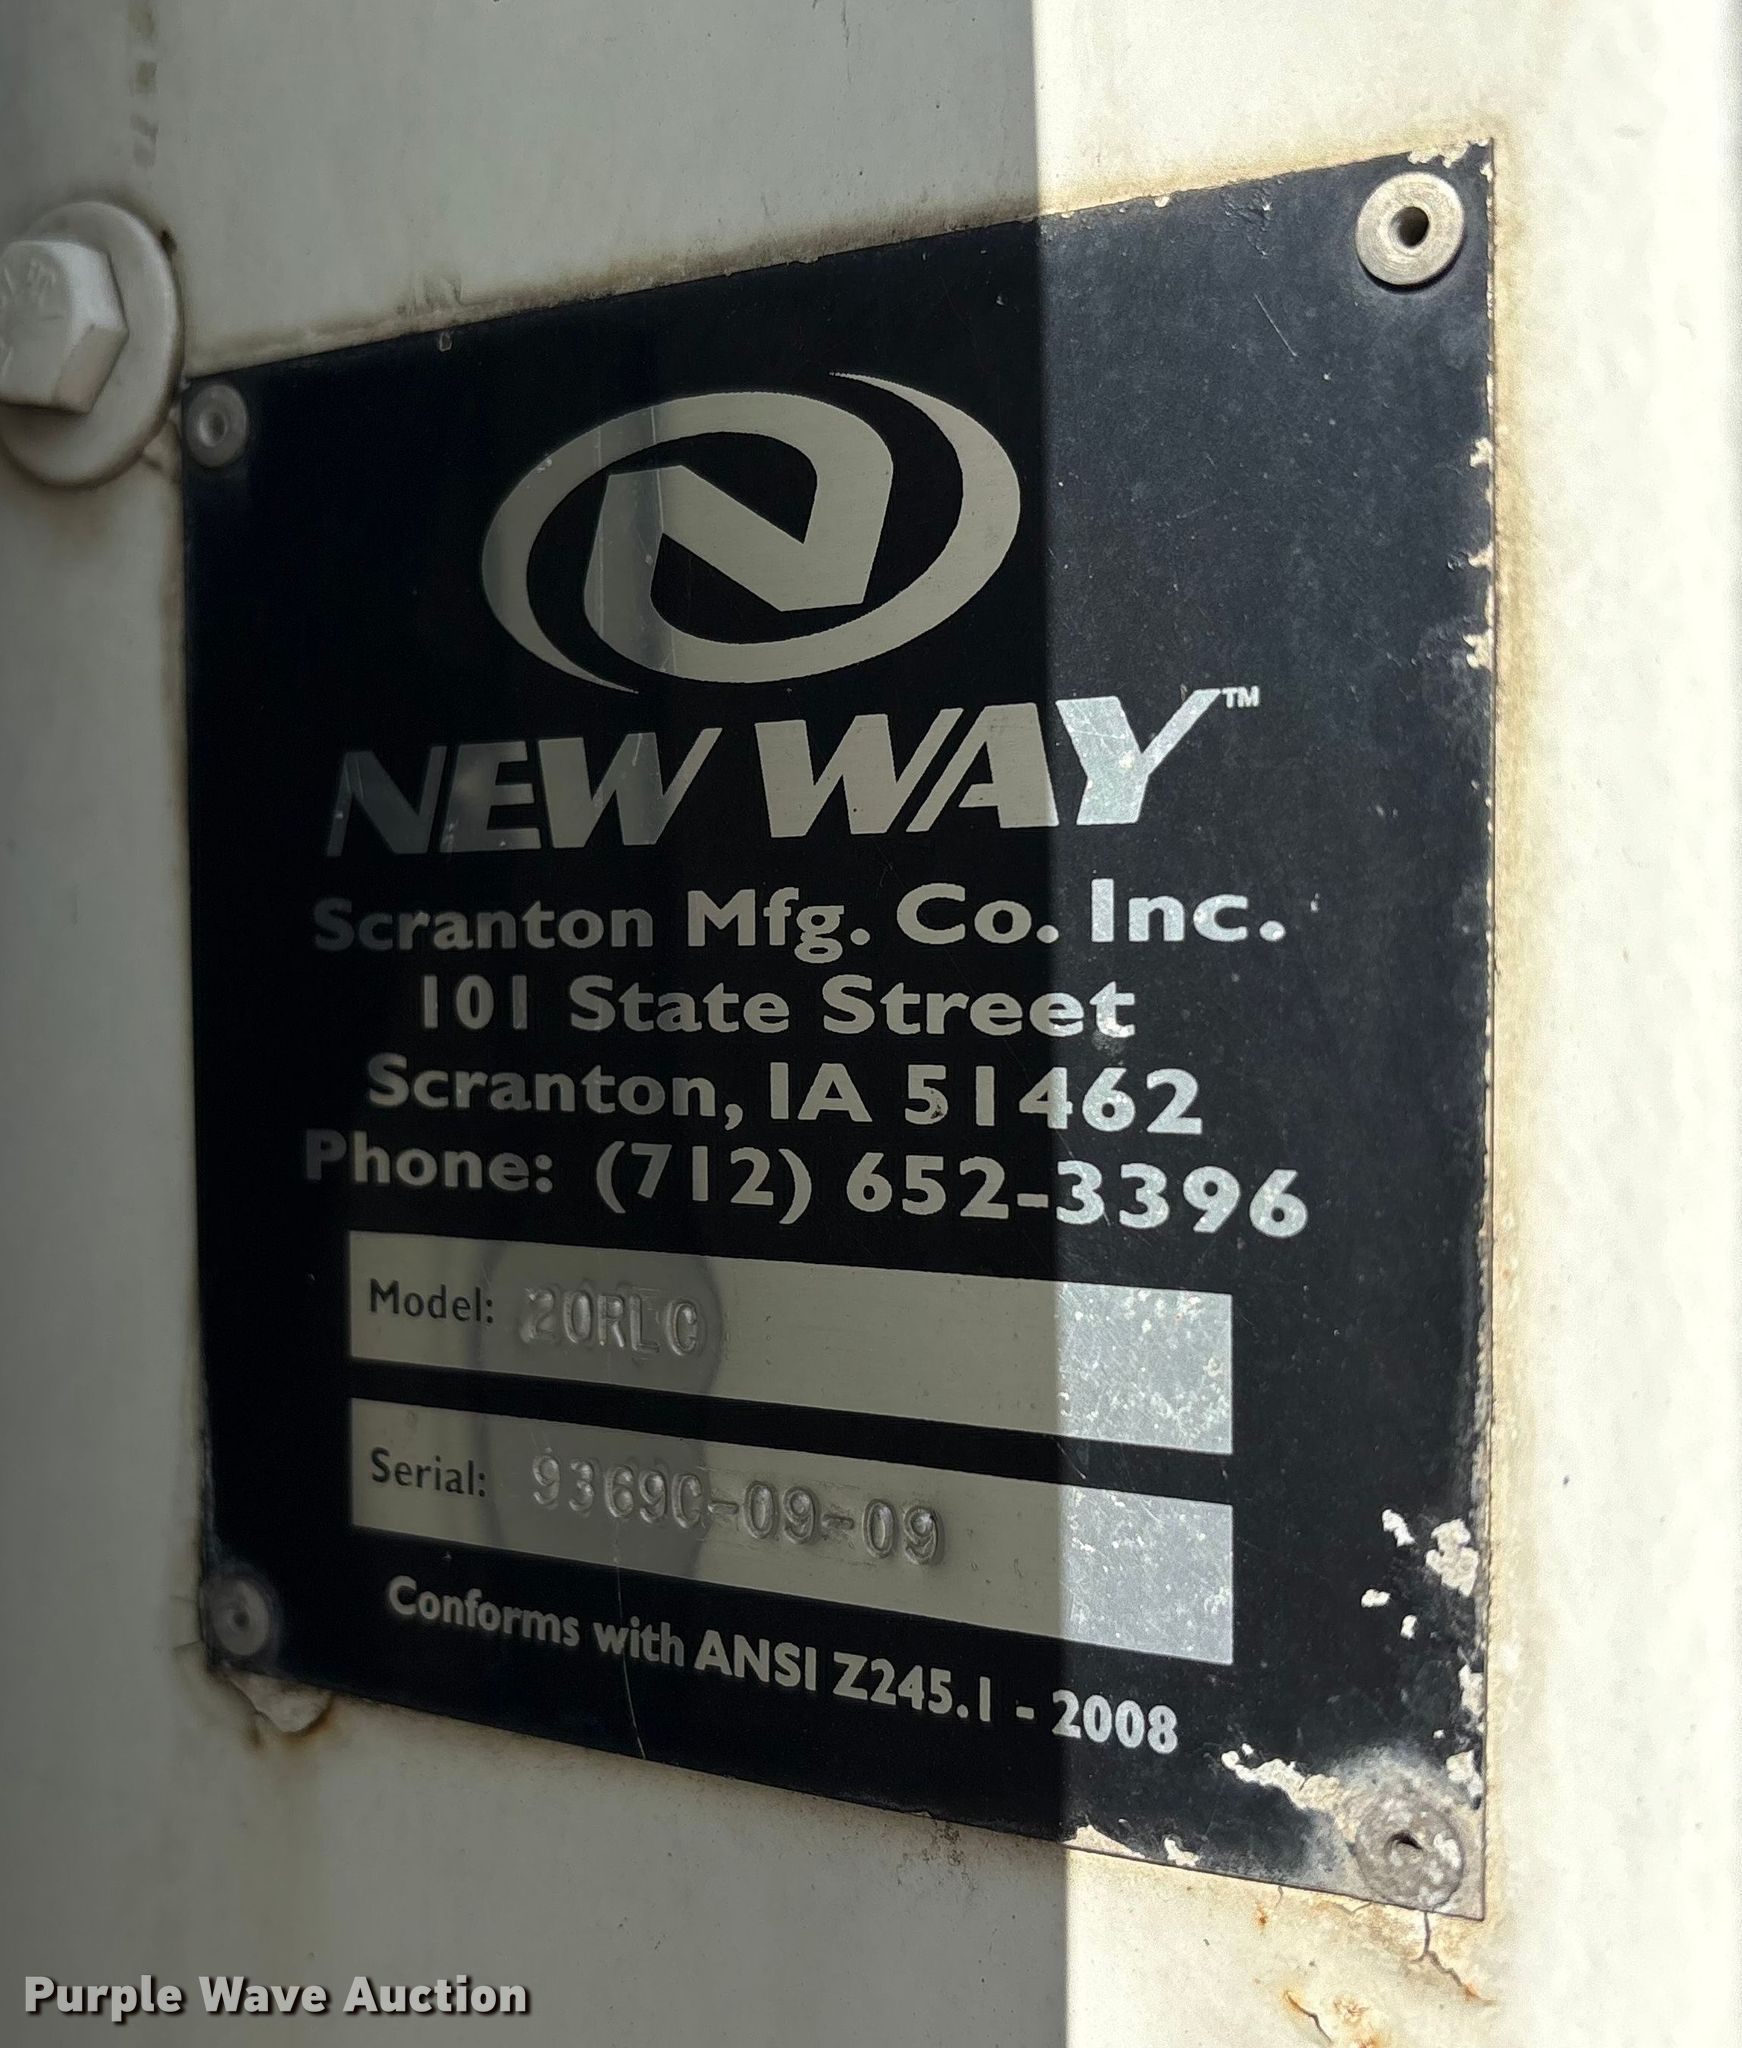 NEW WAY™
Scranton Mfg. Co. Inc.
101 State Street
Scranton, IA 51462
Phone: (712) 652-3396
Model: 20RLC
Serial: 9369C-09-09
Conforms with ANSI Z245.1 - 2008
Purple Wave Auction